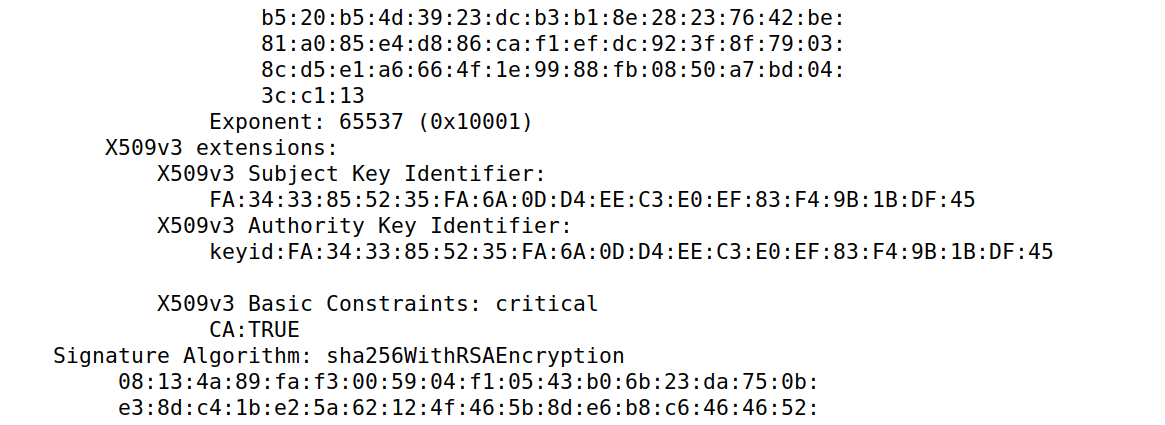 b5:20:b5:4d:39:23:dc:b3:b1:8e:28:23:76:42:be:
81:a0:85:e4:d8:86:ca:f1:ef:dc:92:3f:8f:79:03:
8c:d5:e1:a6:66:4f:1e:99:88:fb:08:50:a7:bd:04:
3c:c1:13
Exponent: 65537 (0x10001)
X509v3 extensions:
X509v3 Subject Key Identifier:
FA:34:33:85:52:35:FA:6A:0D:D4:EE:C3:E0:EF:83:F4:9B:1B:DF:45
X509v3 Authority Key Identifier:
keyid:FA:34:33:85:52:35:FA:6A:0D:D4:EE:C3:E0:EF:83:F4:9B:1B:DF:45
X509v3 Basic Constraints: critical
CA:TRUE
Signature Algorithm: sha256WithRSAEncryption
08:13:4a:89:fa:f3:00:59:04:f1:05:43:b0:6b:23:da:75:0b:
e3:8d:c4:1b:e2:5a:62:12:4f:46:5b:8d:e6:b8:c6:46:46:52: